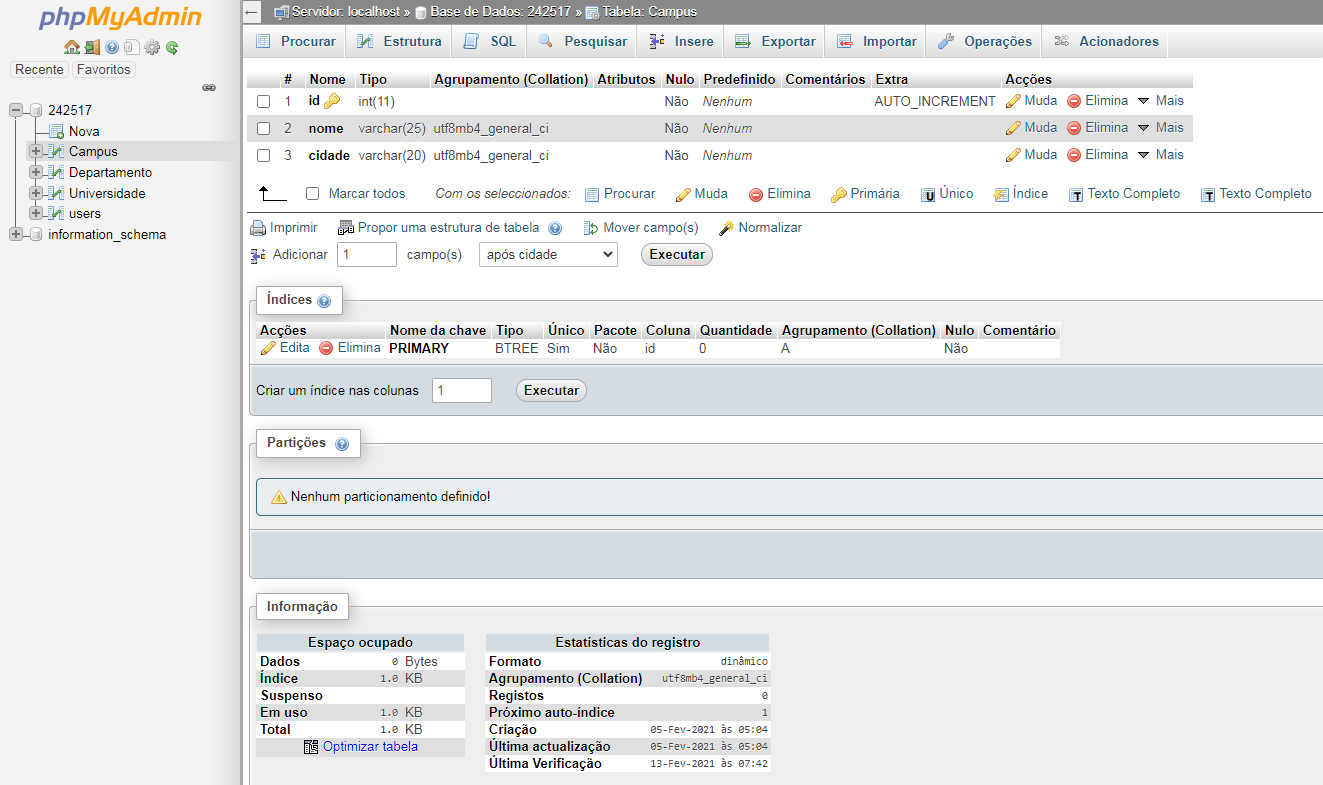 phpMyAdmin
Recente Favoritos
242517
Nova
Campus
Departamento
Universidade
users
information_schema
Servidor: localhost » Base de Dados: 242517 » Tabela: Campus
Procurar Estrutura SQL Pesquisar Insere Exportar Importar Operações Acionadores
# Nome Tipo Agrupamento (Collation) Atributos Nulo Predefinido Comentários Extra Acções
1 id int(11) Não Nenhum AUTO_INCREMENT Muda Elimina Mais
2 nome varchar(25) utf8mb4_general_ci Não Nenhum Muda Elimina Mais
3 cidade varchar(20) utf8mb4_general_ci Não Nenhum Muda Elimina Mais
Marcar todos Com os seleccionados: Procurar Muda Elimina Primária Único Índice Texto Completo Texto Completo
Imprimir Propor uma estrutura de tabela Mover campo(s) Normalizar
Adicionar 1 campo(s) após cidade Executar
Índices
Acções Nome da chave Tipo Único Pacote Coluna Quantidade Agrupamento (Collation) Nulo Comentário
Edita Elimina PRIMARY BTREE Sim Não id 0 A Não
Criar um índice nas colunas 1 Executar
Partições
Nenhum particionamento definido!
Informação
Espaço ocupado
Dados 0 Bytes
Índice 1.0 KB
Suspenso
Em uso 1.0 KB
Total 1.0 KB
Optimizar tabela
Estatísticas do registro
Formato dinâmico
Agrupamento (Collation) utf8mb4_general_ci
Registos 0
Próximo auto-índice 1
Criação 05-Fev-2021 às 05:04
Última actualização 05-Fev-2021 às 05:04
Última Verificação 13-Fev-2021 às 07:42